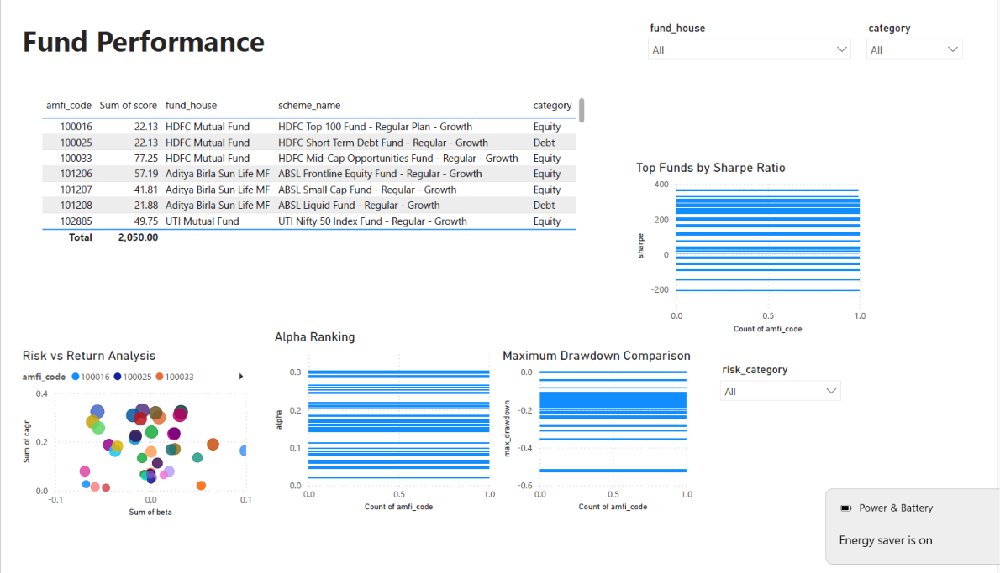 Fund Performance
fund_house
All
category
All
amfi_code Sum of score fund_house scheme_name category
100016 22.13 HDFC Mutual Fund HDFC Top 100 Fund - Regular Plan - Growth Equity
100025 22.13 HDFC Mutual Fund HDFC Short Term Debt Fund - Regular - Growth Debt
100033 77.25 HDFC Mutual Fund HDFC Mid-Cap Opportunities Fund - Regular - Growth Equity
101206 57.19 Aditya Birla Sun Life MF ABSL Frontline Equity Fund - Regular - Growth Equity
101207 41.81 Aditya Birla Sun Life MF ABSL Small Cap Fund - Regular - Growth Equity
101208 21.88 Aditya Birla Sun Life MF ABSL Liquid Fund - Regular - Growth Debt
102885 49.75 UTI Mutual Fund UTI Nifty 50 Index Fund - Regular - Growth Equity
Total 2,050.00
Top Funds by Sharpe Ratio
sharpe
400
200
0
-200
0.0 0.5 1.0
Count of amfi_code
Risk vs Return Analysis
amfi_code 100016 100025 100033
Sum of cagr
0.4
0.2
0.0
-0.1 0.0 0.1
Sum of beta
Alpha Ranking
alpha
0.3
0.2
0.1
0.0
0.0 0.5 1.0
Count of amfi_code
Maximum Drawdown Comparison
max_drawdown
0.0
-0.2
-0.4
-0.6
0.0 0.5 1.0
Count of amfi_code
risk_category
All
Power & Battery
Energy saver is on